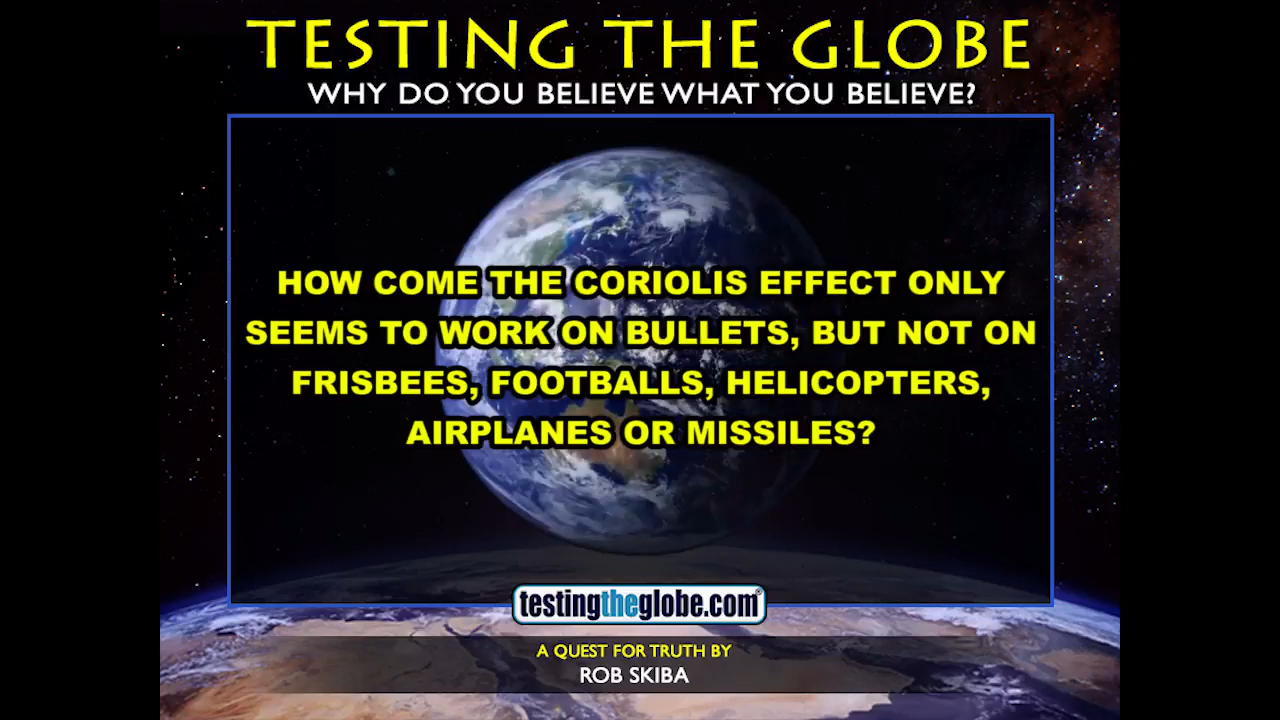 TESTING THE GLOBE
WHY DO YOU BELIEVE WHAT YOU BELIEVE?
HOW COME THE CORIOLIS EFFECT ONLY
SEEMS TO WORK ON BULLETS, BUT NOT ON
FRISBEES, FOOTBALLS, HELICOPTERS,
AIRPLANES OR MISSILES?
testingtheglobe.com
A QUEST FOR TRUTH BY
ROB SKIBA